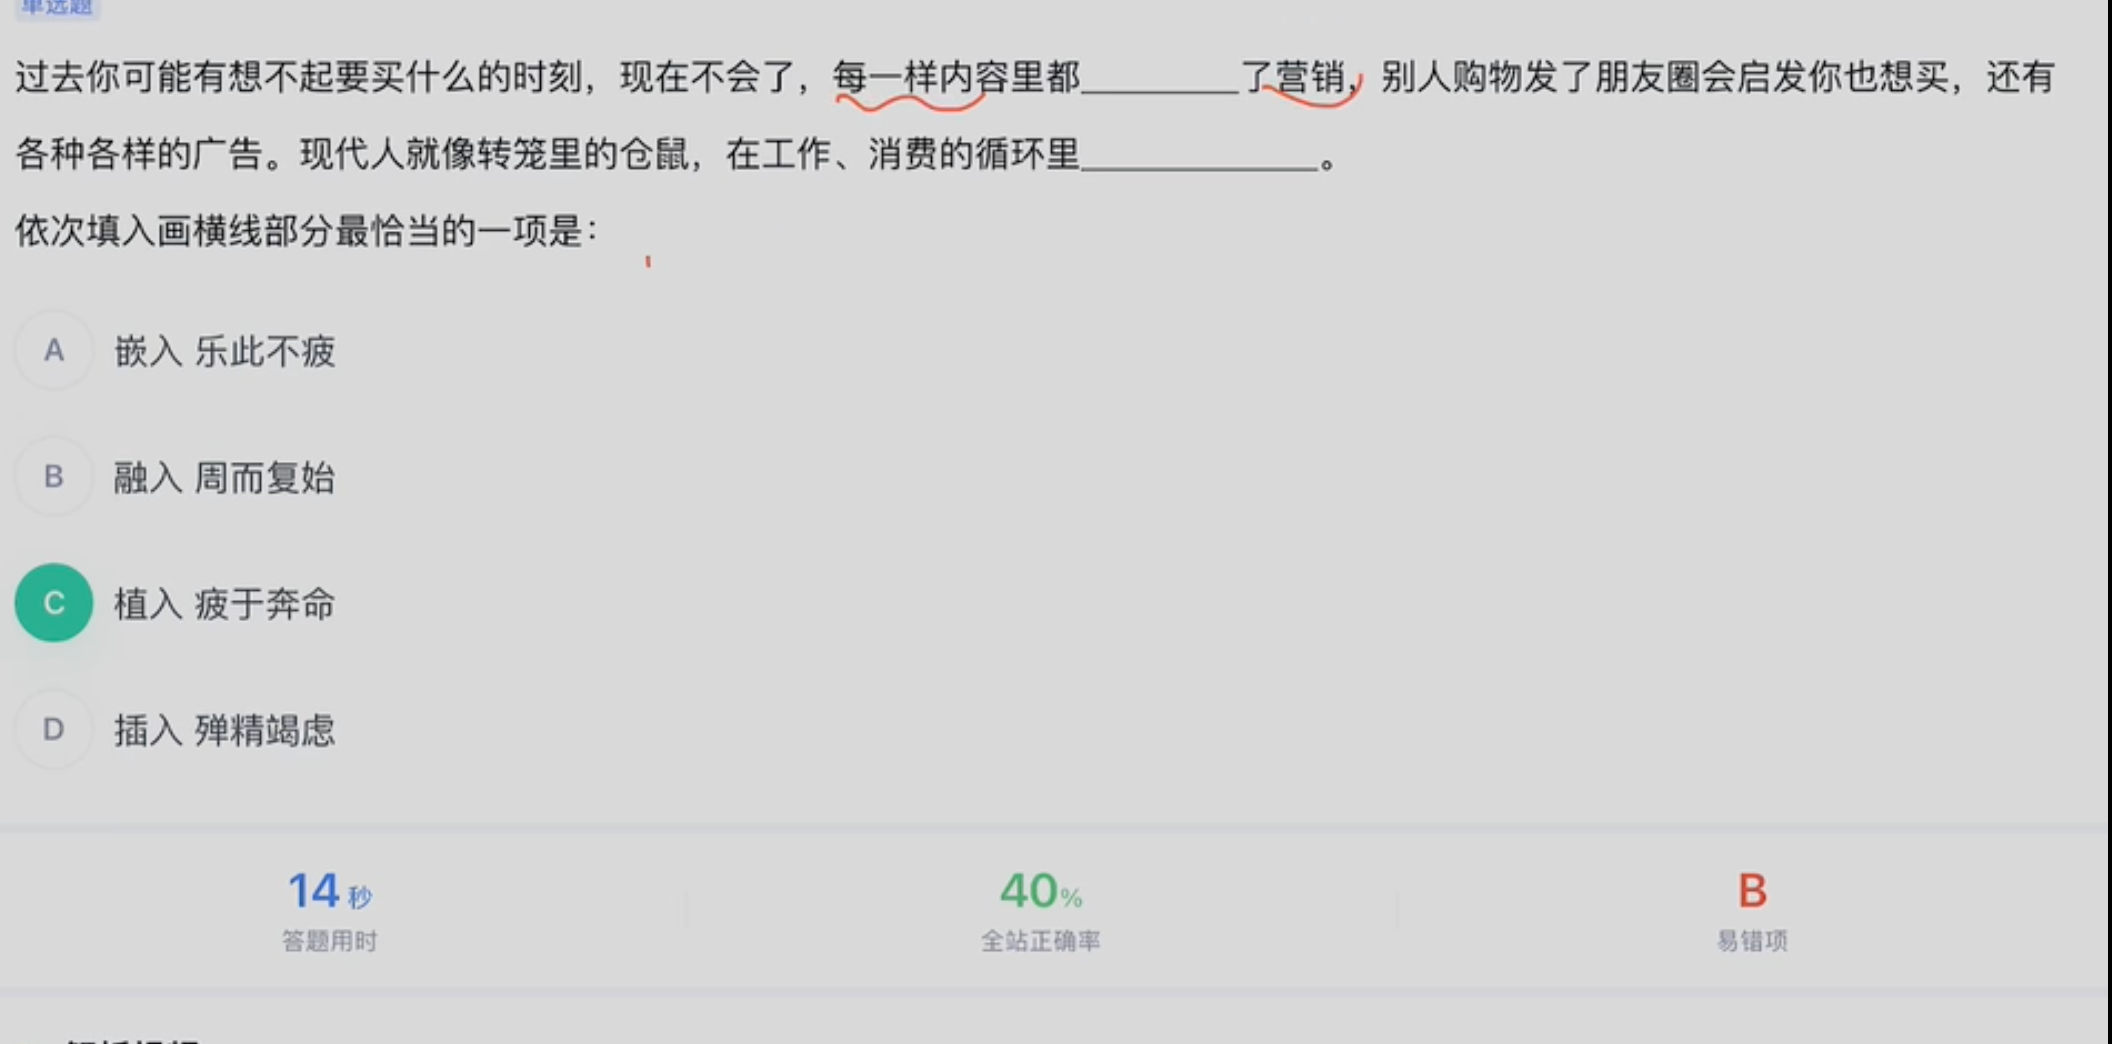 单选题
过去你可能有想不起要买什么的时刻，现在不会了，每一样内容里都________了营销，别人购物发了朋友圈会启发你也想买，还有
各种各样的广告。现代人就像转笼里的仓鼠，在工作、消费的循环里____________。
依次填入画横线部分最恰当的一项是：
A 嵌入 乐此不疲
B 融入 周而复始
C 植入 疲于奔命
D 插入 殚精竭虑
14秒 40% B
答题用时 全站正确率 易错项